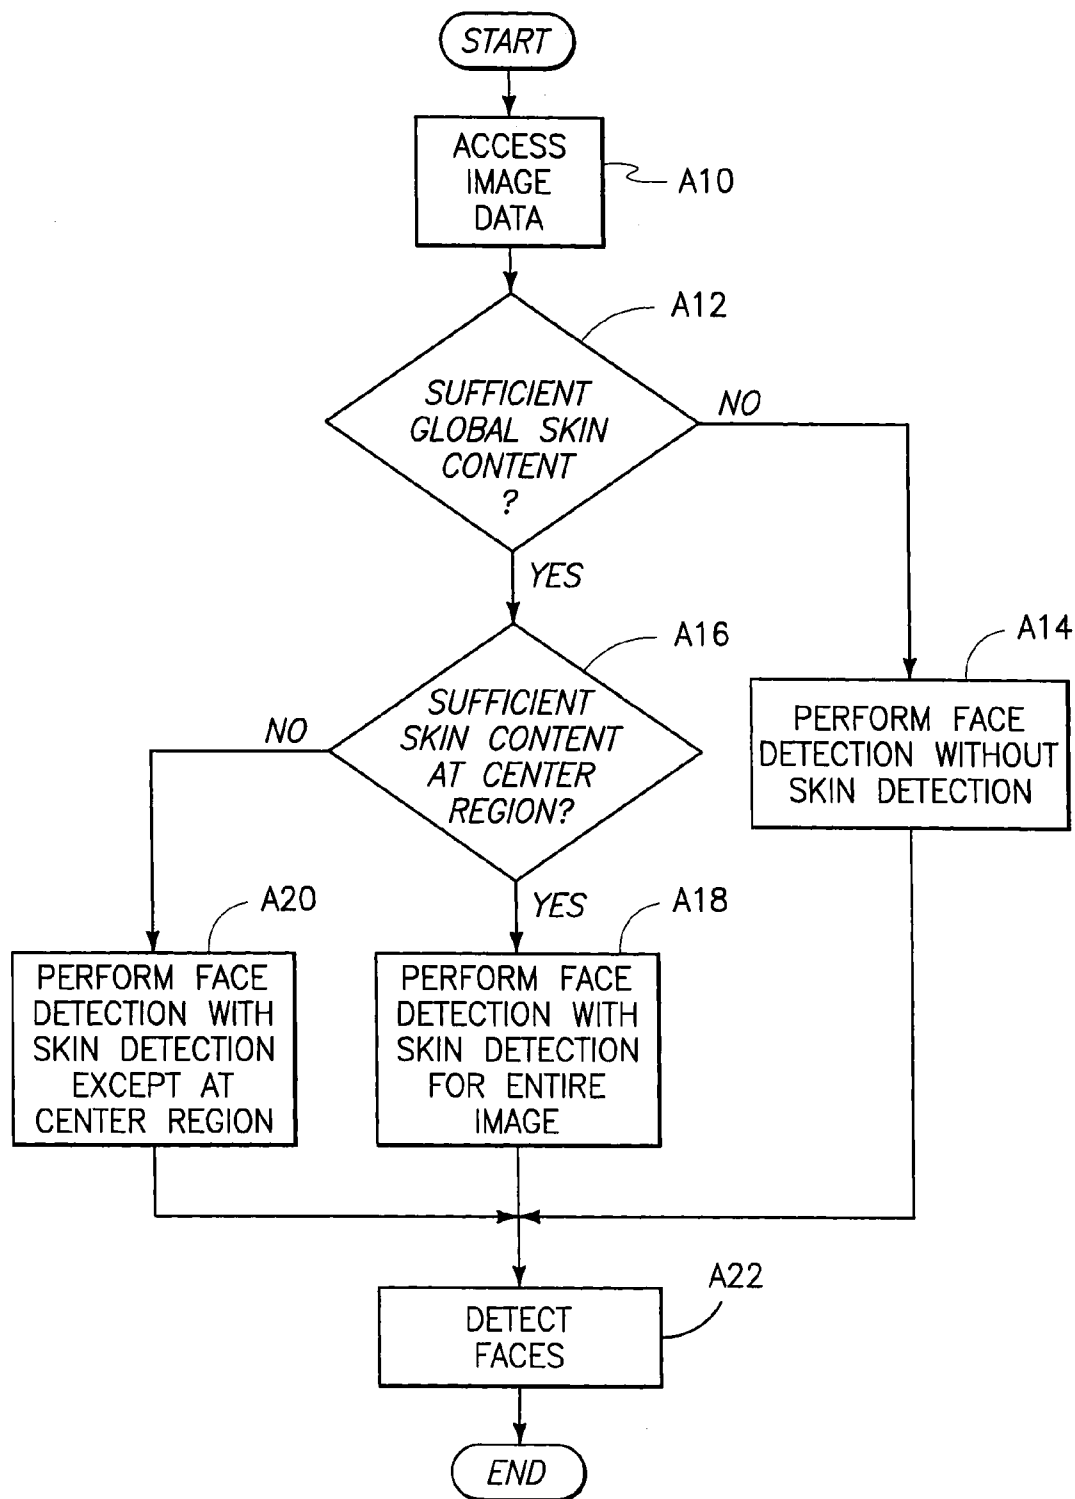 START
ACCESS
IMAGE
DATA
A10
A12
SUFFICIENT
GLOBAL SKIN
CONTENT
?
NO
YES
A16
SUFFICIENT
SKIN CONTENT
AT CENTER
REGION?
NO
A14
PERFORM FACE
DETECTION WITHOUT
SKIN DETECTION
YES
A20
PERFORM FACE
DETECTION WITH
SKIN DETECTION
EXCEPT AT
CENTER REGION
A18
PERFORM FACE
DETECTION WITH
SKIN DETECTION
FOR ENTIRE
IMAGE
A22
DETECT
FACES
END